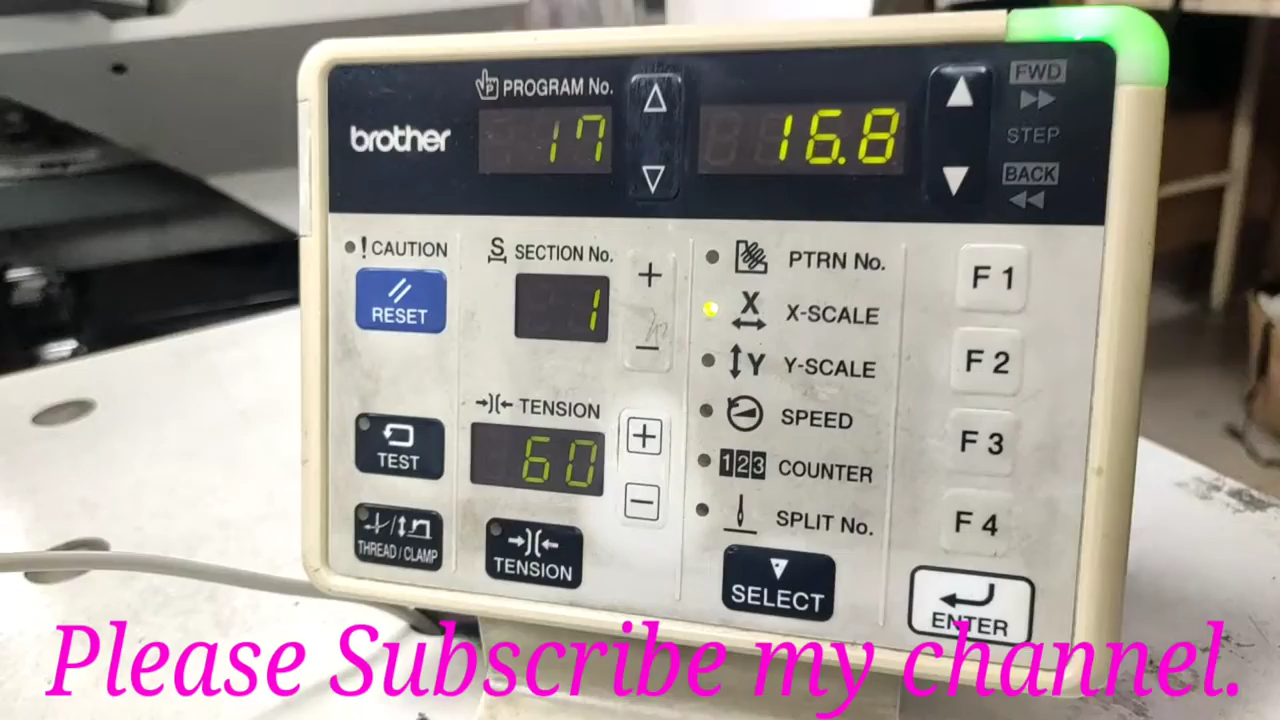 PROGRAM No.
brother
17
16.8
FWD
STEP
BACK
! CAUTION
RESET
S SECTION No.
1
+
−
PTRN No.
X X-SCALE
Y Y-SCALE
SPEED
123 COUNTER
SPLIT No.
F 1
F 2
F 3
F 4
TENSION
60
+
−
TEST
THREAD / CLAMP
TENSION
SELECT
ENTER
Please Subscribe my channel.